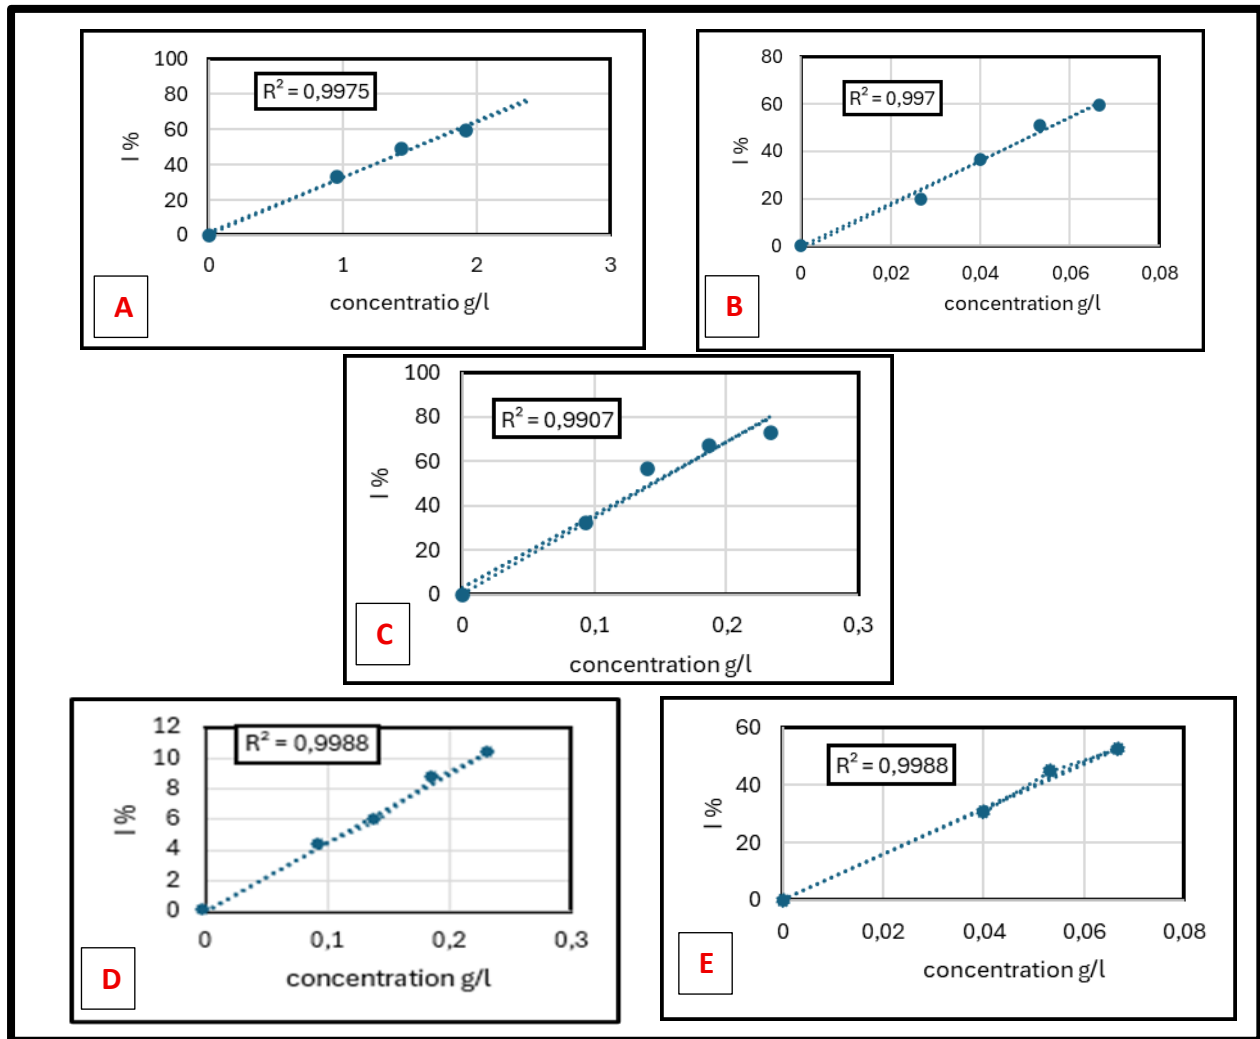 100
80
60
40
20
0
I %
R² = 0,9975
0 1 2 3
concentratio g/l
A
80
60
40
20
0
I %
R² = 0,997
0 0,02 0,04 0,06 0,08
concentration g/l
B
100
80
60
40
20
0
I %
R² = 0,9907
0 0,1 0,2 0,3
concentration g/l
C
12
10
8
6
4
2
0
I %
R² = 0,9988
0 0,1 0,2 0,3
concentration g/l
D
60
40
20
0
I %
R² = 0,9988
0 0,02 0,04 0,06 0,08
concentration g/l
E